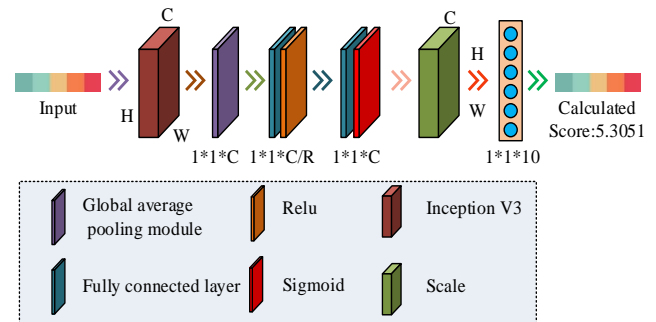 C
C
H
Input
H
W
W
Calculated
Score:5.3051
1*1*C
1*1*C/R
1*1*C
1*1*10
Global average
pooling module
Relu
Inception V3
Fully connected layer
Sigmoid
Scale